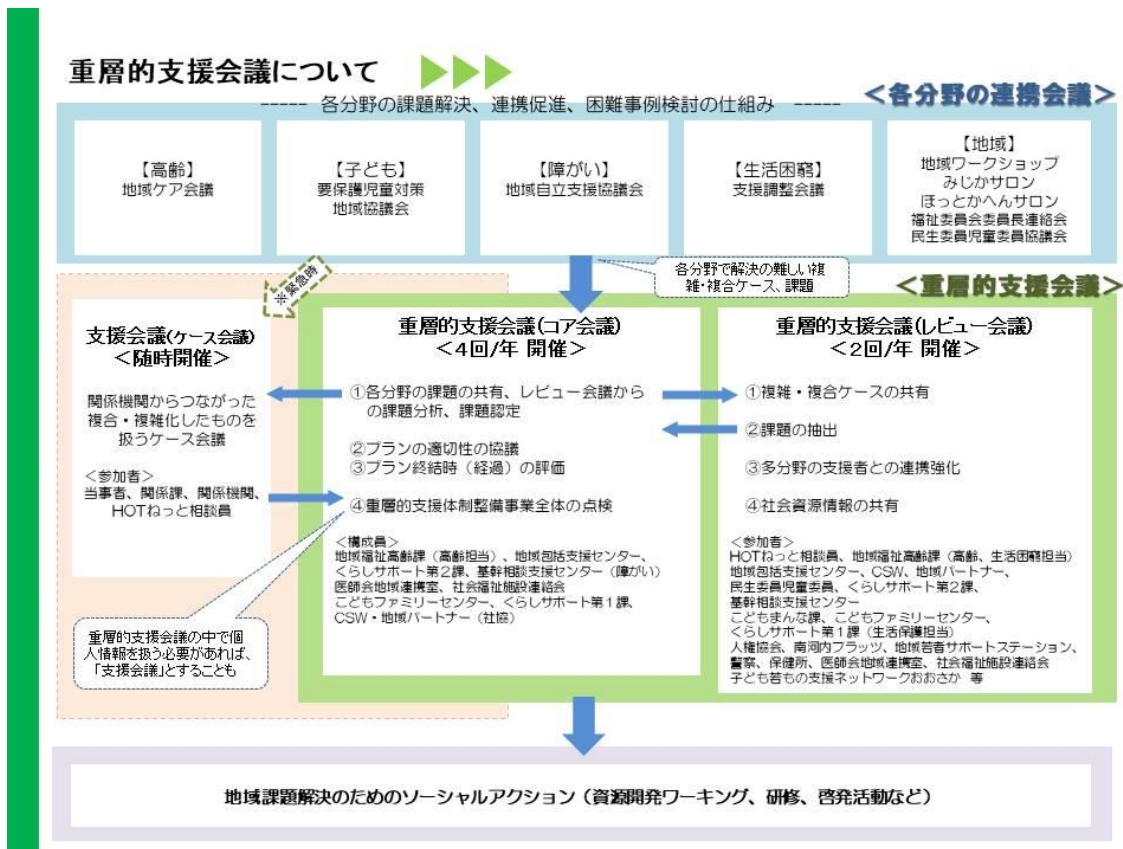 重層的支援会議について
----- 各分野の課題解決、連携促進、困難事例検討の仕組み -----
＜各分野の連携会議＞
【高齢】
地域ケア会議
【子ども】
要保護児童対策
地域協議会
【障がい】
地域自立支援協議会
【生活困窮】
支援調整会議
【地域】
地域ワークショップ
みじかサロン
ほっとかへんサロン
福祉委員会委員長連絡会
民生委員児童委員協議会
※緊急時
各分野で解決の難しい複
雑・複合ケース、課題
＜重層的支援会議＞
支援会議(ケース会議)
＜随時開催＞
関係機関からつながった
複合・複雑化したものを
扱うケース会議
＜参加者＞
当事者、関係課、関係機関、
HOTねっと相談員
重層的支援会議の中で個
人情報を扱う必要があれば、
「支援会議」とすることも
重層的支援会議(コア会議)
＜4回/年 開催＞
①各分野の課題の共有、レビュー会議から
の課題分析、課題認定
②プランの適切性の協議
③プラン終結時（経過）の評価
④重層的支援体制整備事業全体の点検
＜構成員＞
地域福祉高齢課（高齢担当）、地域包括支援センター、
くらしサポート第2課、基幹相談支援センター（障がい）
医師会地域連携室、社会福祉施設連絡会
こどもファミリーセンター、くらしサポート第1課、
CSW・地域パートナー（社協）
重層的支援会議(レビュー会議)
＜2回/年 開催＞
①複雑・複合ケースの共有
②課題の抽出
③多分野の支援者との連携強化
④社会資源情報の共有
＜参加者＞
HOTねっと相談員、地域福祉高齢課（高齢、生活困窮担当）
地域包括支援センター、CSW、地域パートナー、
民生委員児童委員、くらしサポート第2課、
基幹相談支援センター
こどもまんな課、こどもファミリーセンター、
くらしサポート第1課（生活保護担当）
人権協会、南河内プラッツ、地域若者サポートステーション、
警察、保健所、医師会地域連携室、社会福祉施設連絡会
子ども若もの支援ネットワークおおさか 等
地域課題解決のためのソーシャルアクション（資源開発ワーキング、研修、啓発活動など）